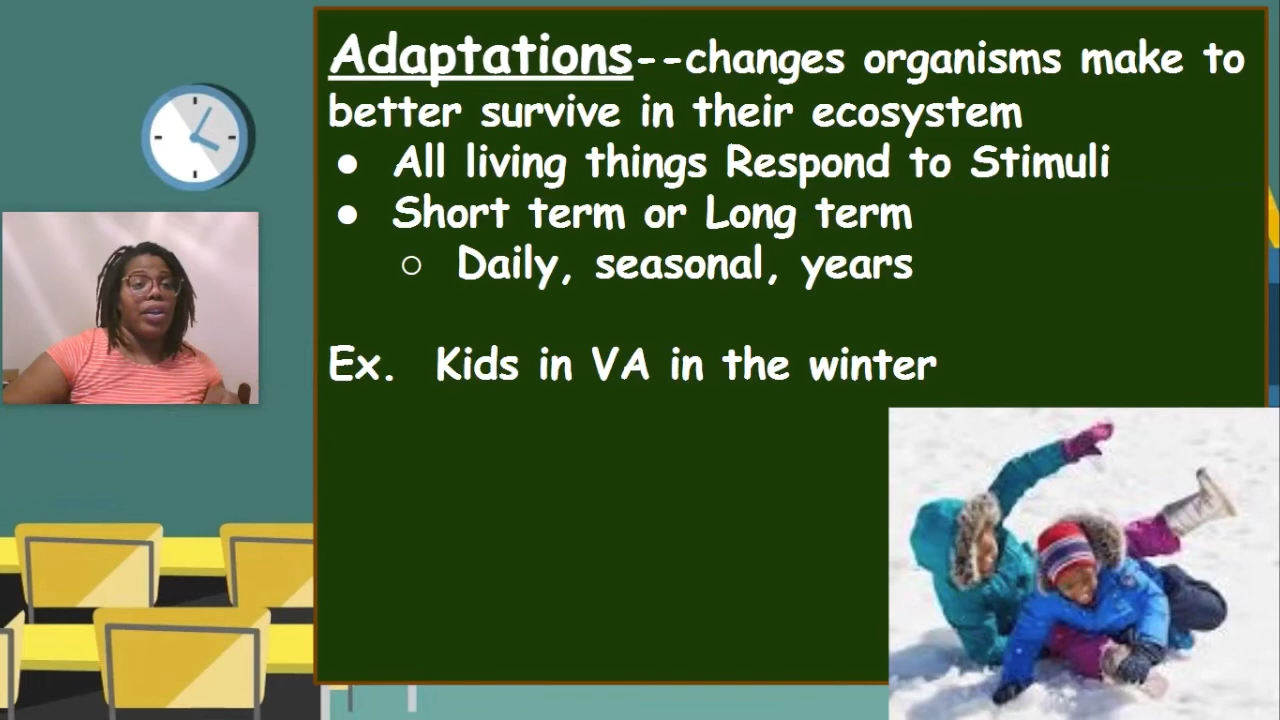 Adaptations--changes organisms make to
better survive in their ecosystem
● All living things Respond to Stimuli
● Short term or Long term
○ Daily, seasonal, years
Ex. Kids in VA in the winter